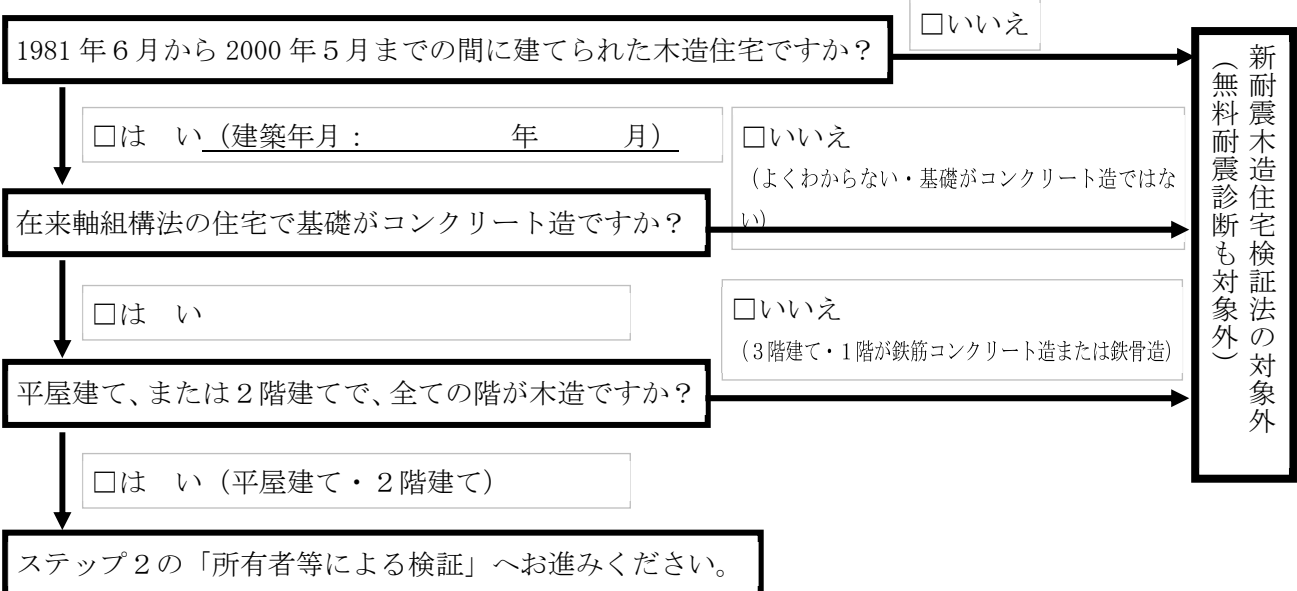 □いいえ
1981 年６月から 2000 年５月までの間に建てられた木造住宅ですか？
□は　い（建築年月：　　　　　年　　　月）
□いいえ
（よくわからない・基礎がコンクリート造ではな
い）
在来軸組構法の住宅で基礎がコンクリート造ですか？
□は　い
□いいえ
（３階建て・１階が鉄筋コンクリート造または鉄骨造）
平屋建て、または２階建てで、全ての階が木造ですか？
□は　い（平屋建て・２階建て）
ステップ２の「所有者等による検証」へお進みください。
新耐震木造住宅検証法の対象外
（無料耐震診断も対象外）